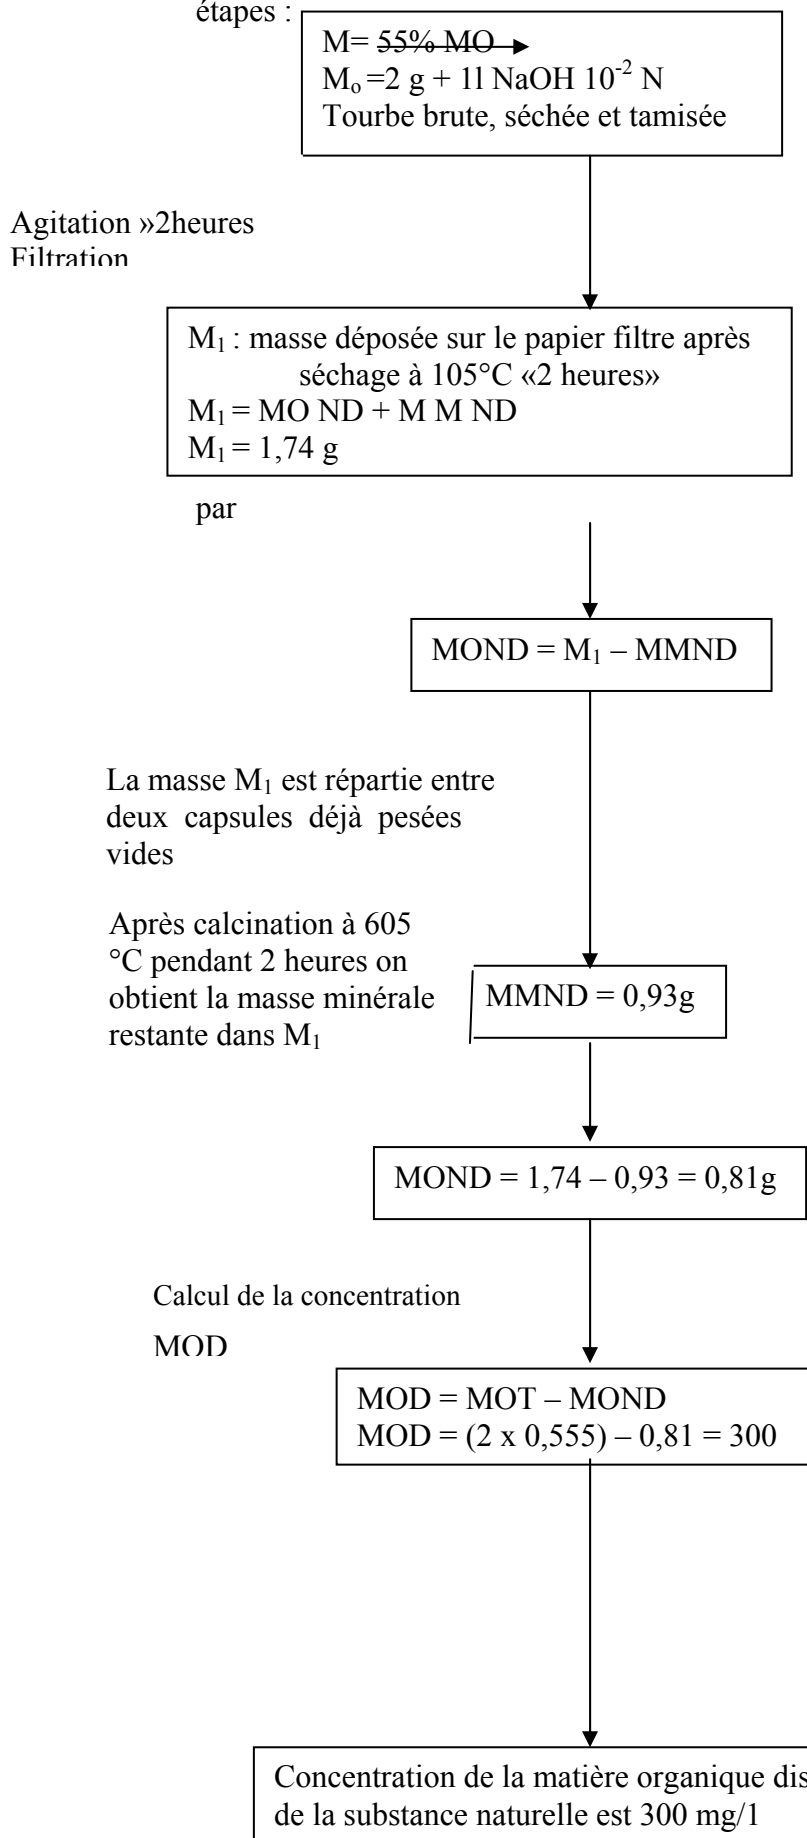 étapes :
M= 55% MO
Mₒ =2 g + 1l NaOH 10⁻² N
Tourbe brute, séchée et tamisée
Agitation »2heures
Filtration
M₁ : masse déposée sur le papier filtre après
séchage à 105°C «2 heures»
M₁ = MO ND + M M ND
M₁ = 1,74 g
par
MOND = M₁ – MMND
La masse M₁ est répartie entre
deux capsules déjà pesées
vides
Après calcination à 605
°C pendant 2 heures on
obtient la masse minérale
restante dans M₁
MMND = 0,93g
MOND = 1,74 – 0,93 = 0,81g
Calcul de la concentration
MOD
MOD = MOT – MOND
MOD = (2 x 0,555) – 0,81 = 300
Concentration de la matière organique dis
de la substance naturelle est 300 mg/1